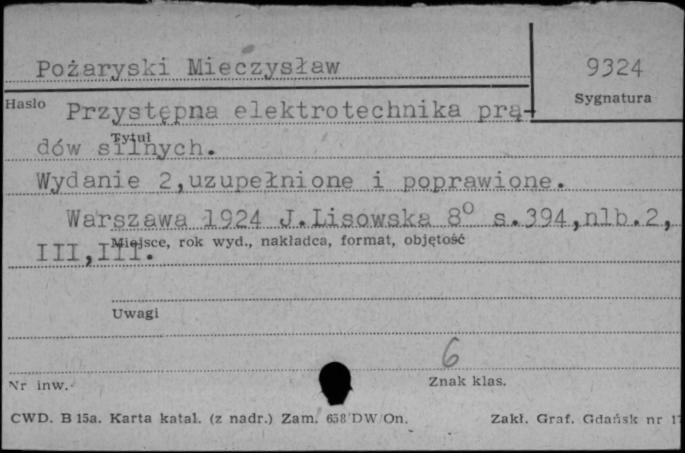 Pożaryski Mieczysław
9324
Hasło
Sygnatura
Przystępna elektrotechnika prą-
Tytuł
dów silnych.
Wydanie 2,uzupełnione i poprawione.
Warszawa 1924 J.Lisowska 8° s.394,nlb.2,
Miejsce, rok wyd., nakładca, format, objętość
III,III.
Uwagi
6
Nr inw.
Znak klas.
CWD. B 15a. Karta katal. (z nadr.) Zam. 658/DW/On.
Zakł. Graf. Gdańsk nr